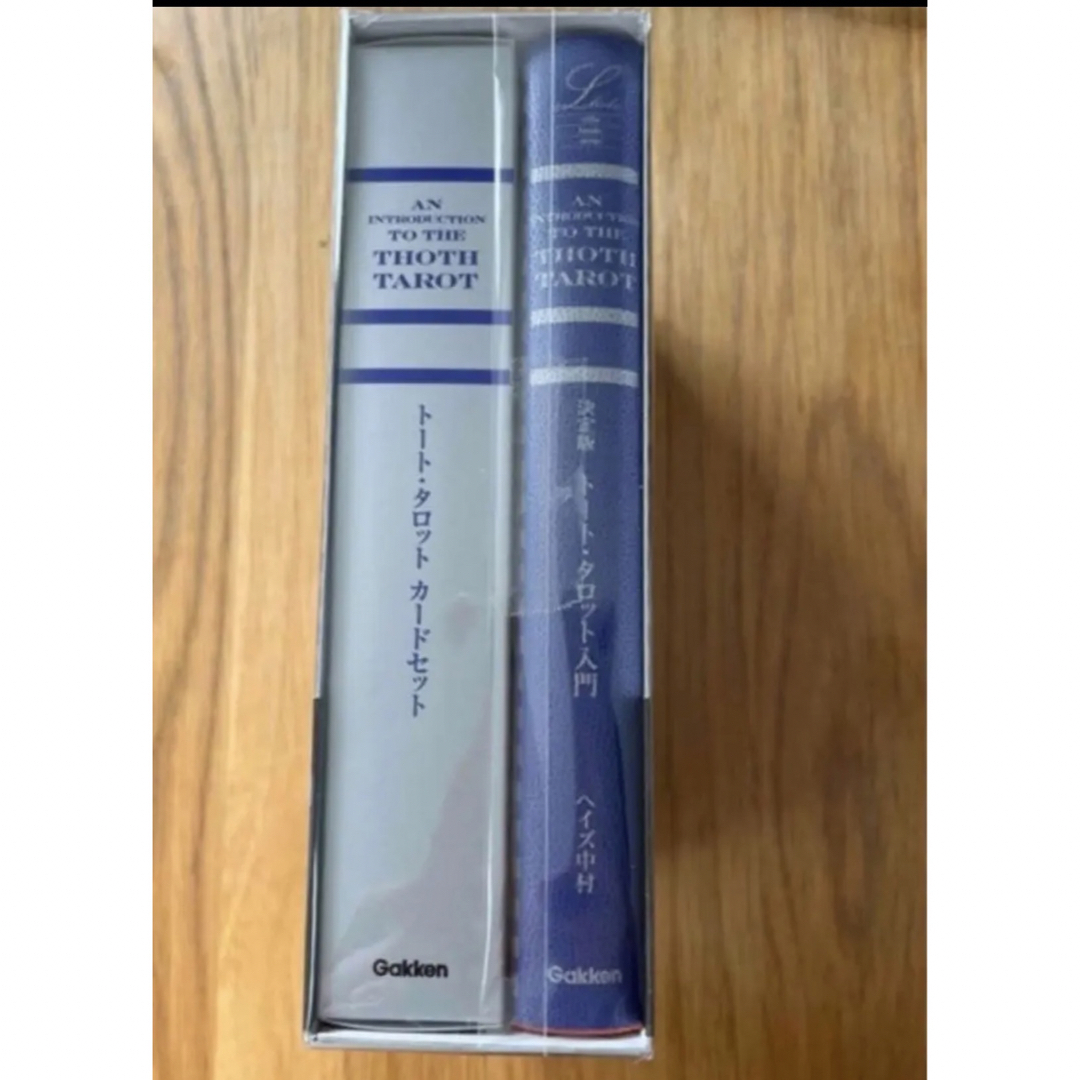 AN
INTRODUCTION
TO THE
THOTH
TAROT
トート・タロット カードセット
Gakken
AN
INTRODUCTION
TO THE
THOTH
TAROT
決定版 トート・タロット入門
ヘイズ中村
Gakken